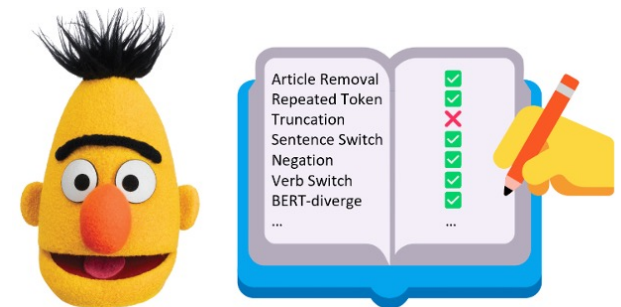 Article Removal
Repeated Token
Truncation
Sentence Switch
Negation
Verb Switch
BERT-diverge
... ...